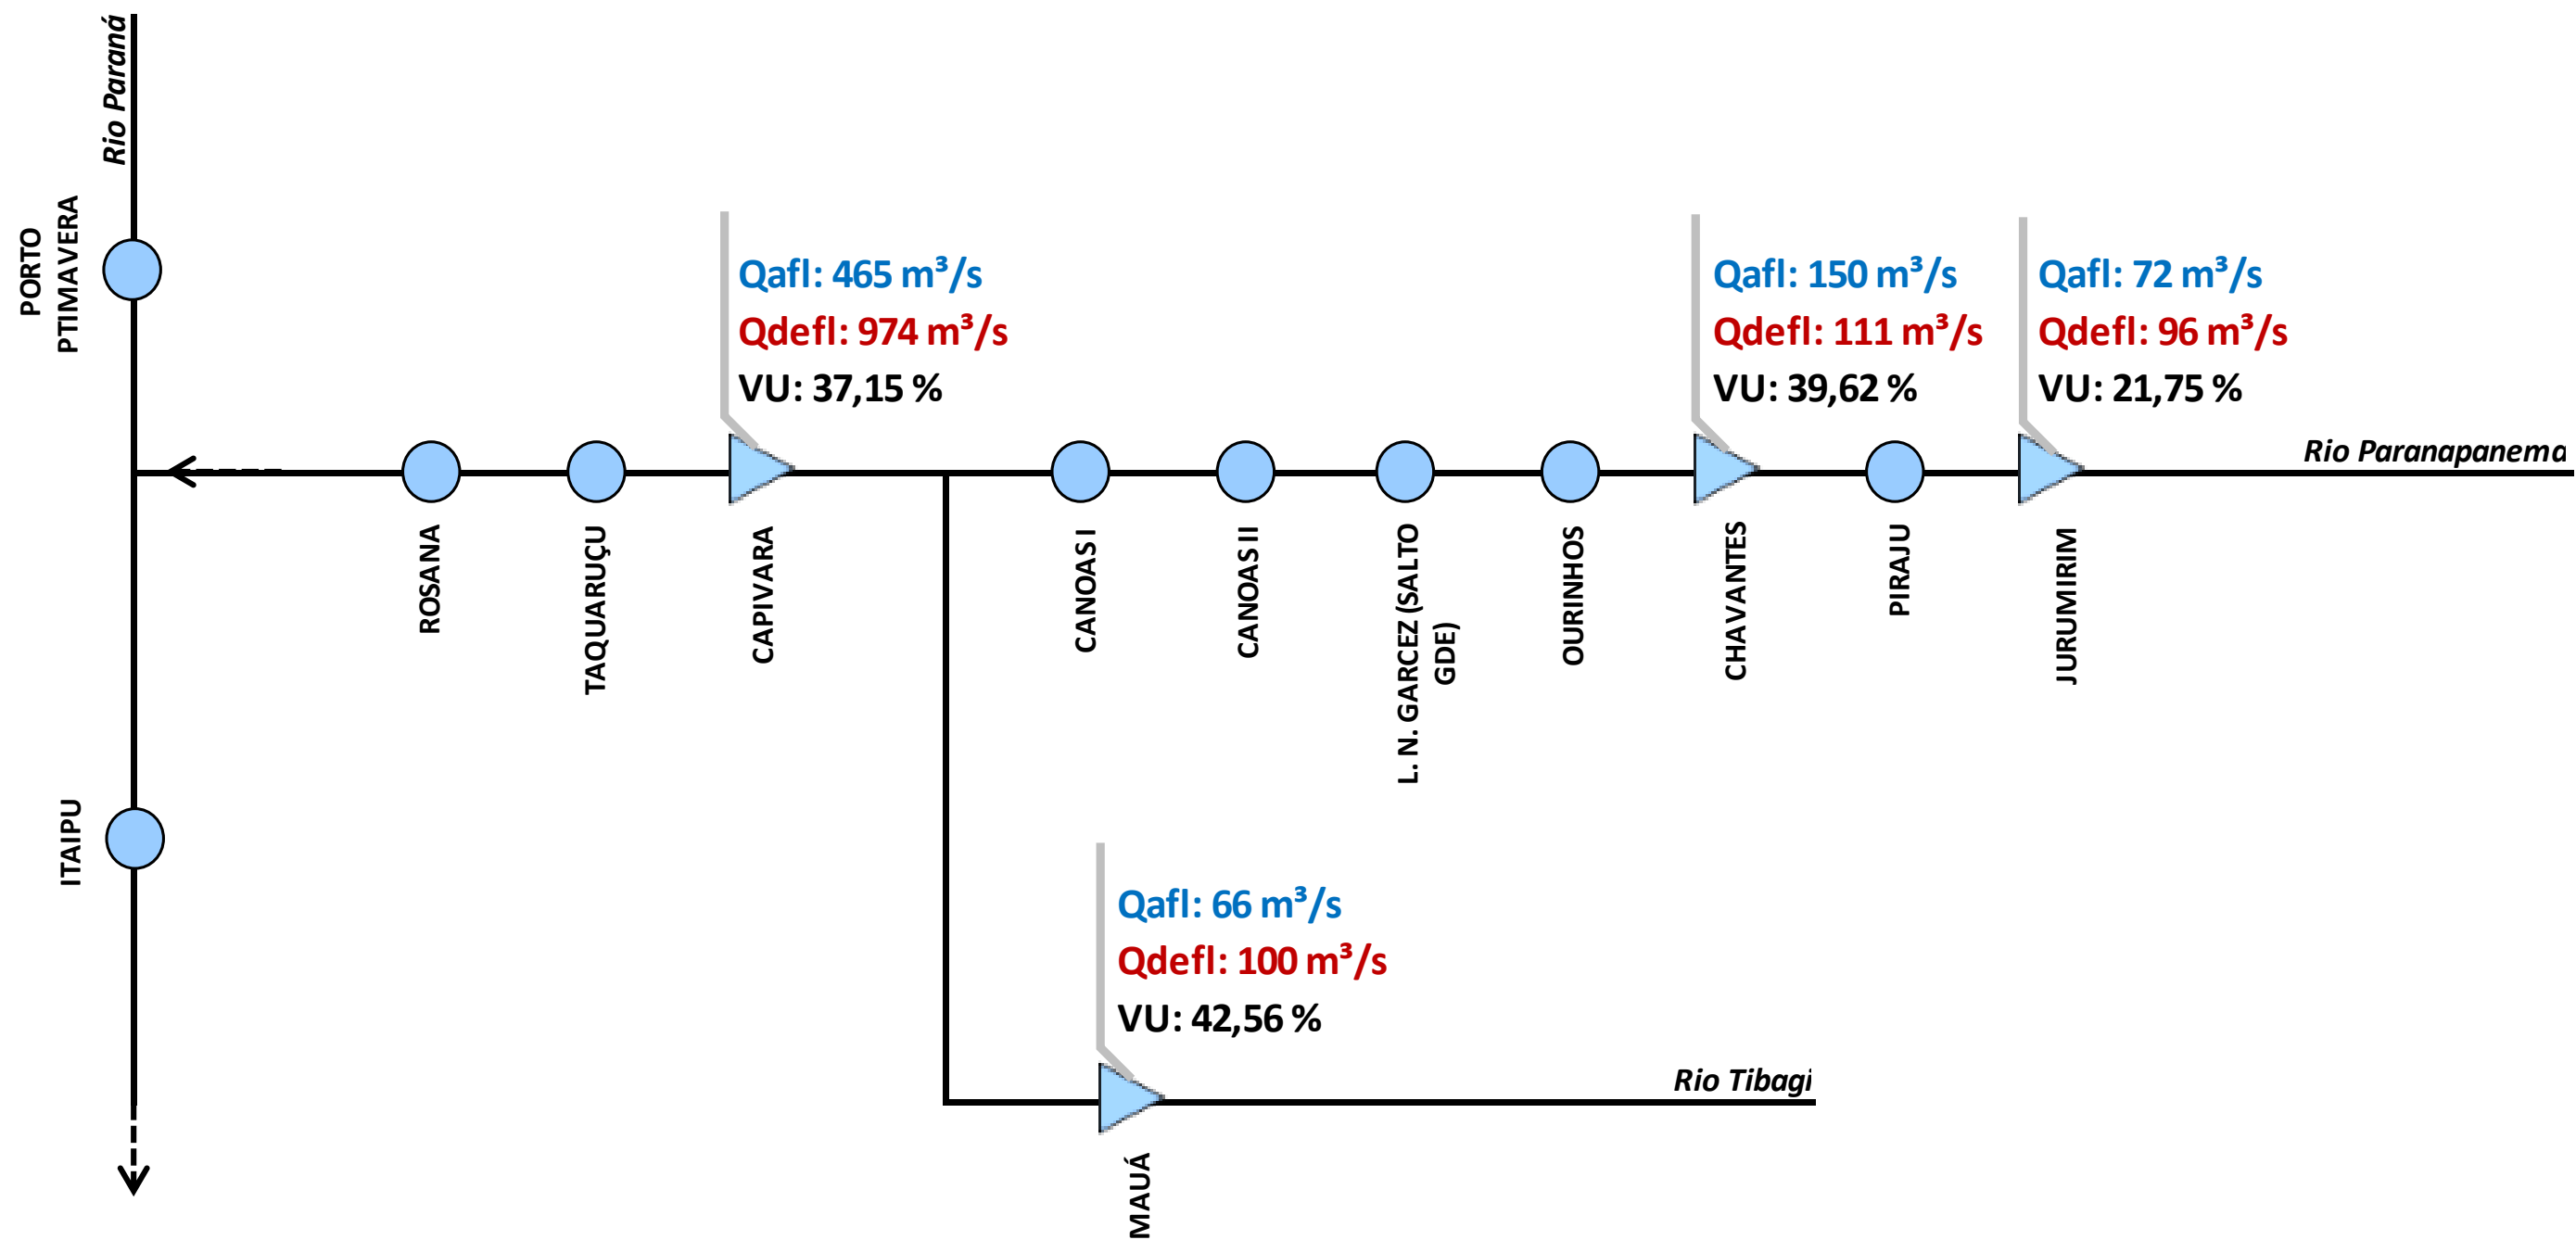 Rio Paraná
PORTO
PTIMAVERA
Qafl: 465 m³/s
Qdefl: 974 m³/s
VU: 37,15 %
Qafl: 150 m³/s
Qdefl: 111 m³/s
VU: 39,62 %
Qafl: 72 m³/s
Qdefl: 96 m³/s
VU: 21,75 %
Rio Paranapanema
ROSANA
TAQUARUÇU
CAPIVARA
CANOAS I
CANOAS II
L. N. GARCEZ (SALTO
GDE)
OURINHOS
CHAVANTES
PIRAJU
JURUMIRIM
ITAIPU
Qafl: 66 m³/s
Qdefl: 100 m³/s
VU: 42,56 %
Rio Tibagi
MAUÁ